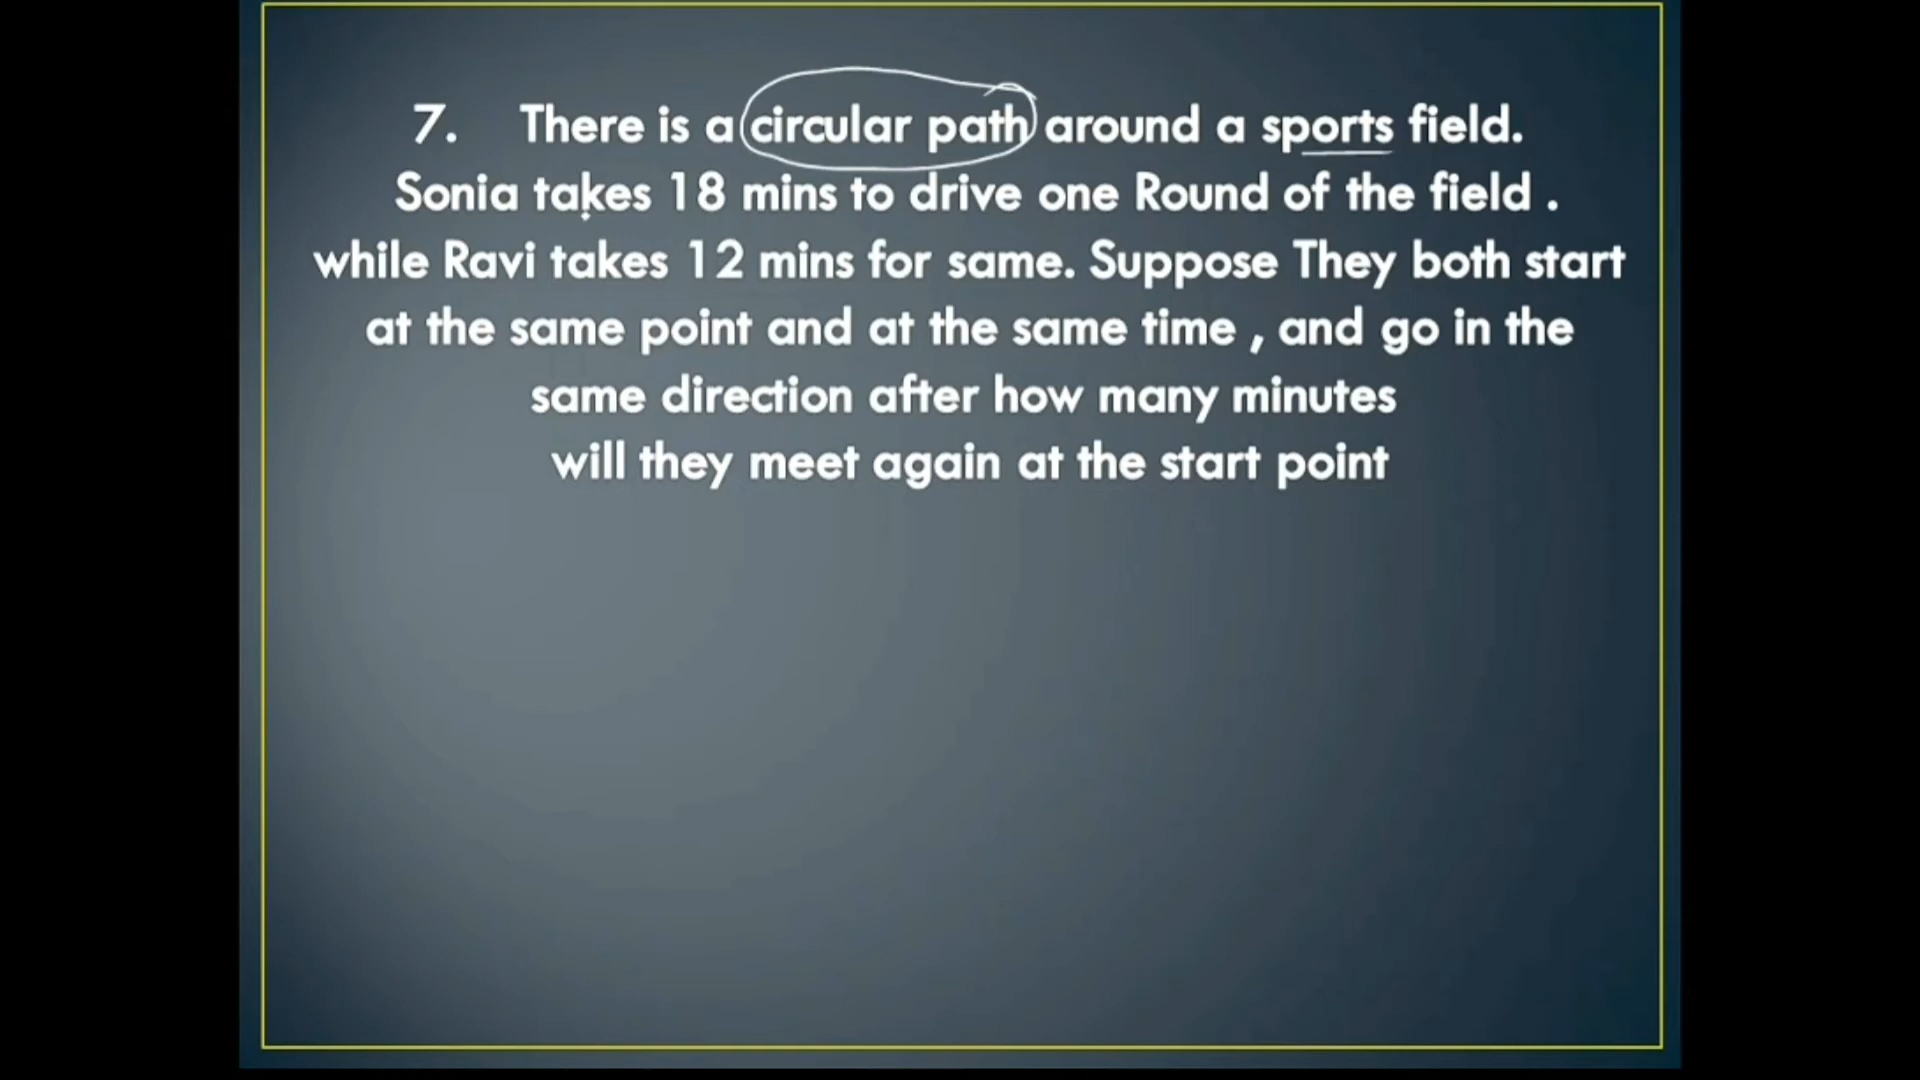 7. There is a circular path around a sports field.
Sonia takes 18 mins to drive one Round of the field .
while Ravi takes 12 mins for same. Suppose They both start
at the same point and at the same time , and go in the
same direction after how many minutes
will they meet again at the start point